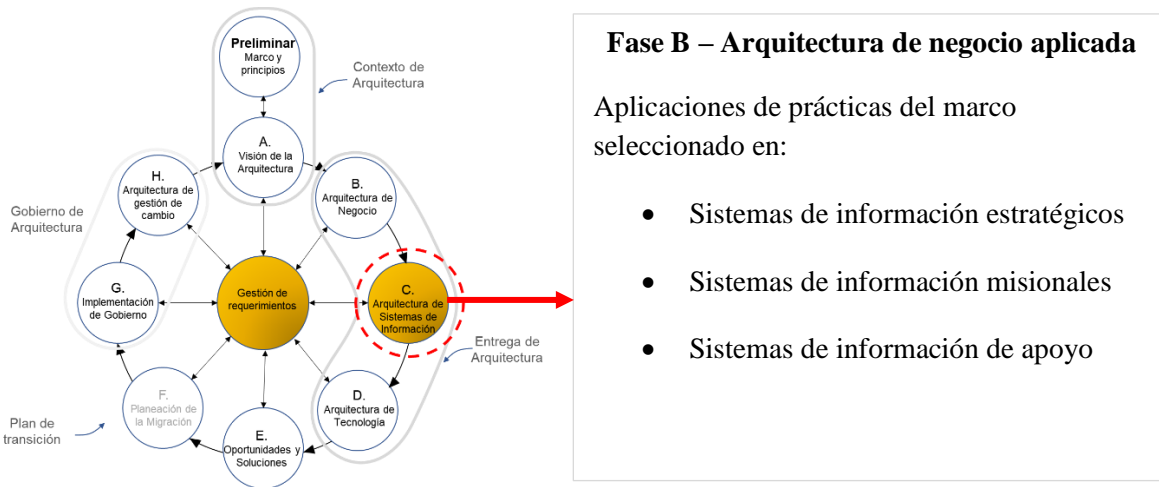 Preliminar
Marco y
principios
Contexto de
Arquitectura
A.
Visión de la
Arquitectura
B.
Arquitectura de
Negocio
H.
Arquitectura de
gestión de
cambio
Gobierno de
Arquitectura
G.
Implementación
de Gobierno
Gestión de
requerimientos
C.
Arquitectura de
Sistemas de
Información
Entrega de
Arquitectura
D.
Arquitectura de
Tecnología
E.
Oportunidades y
Soluciones
F.
Planeación de
la Migración
Plan de
transición
Fase B – Arquitectura de negocio aplicada
Aplicaciones de prácticas del marco
seleccionado en:
• Sistemas de información estratégicos
• Sistemas de información misionales
• Sistemas de información de apoyo